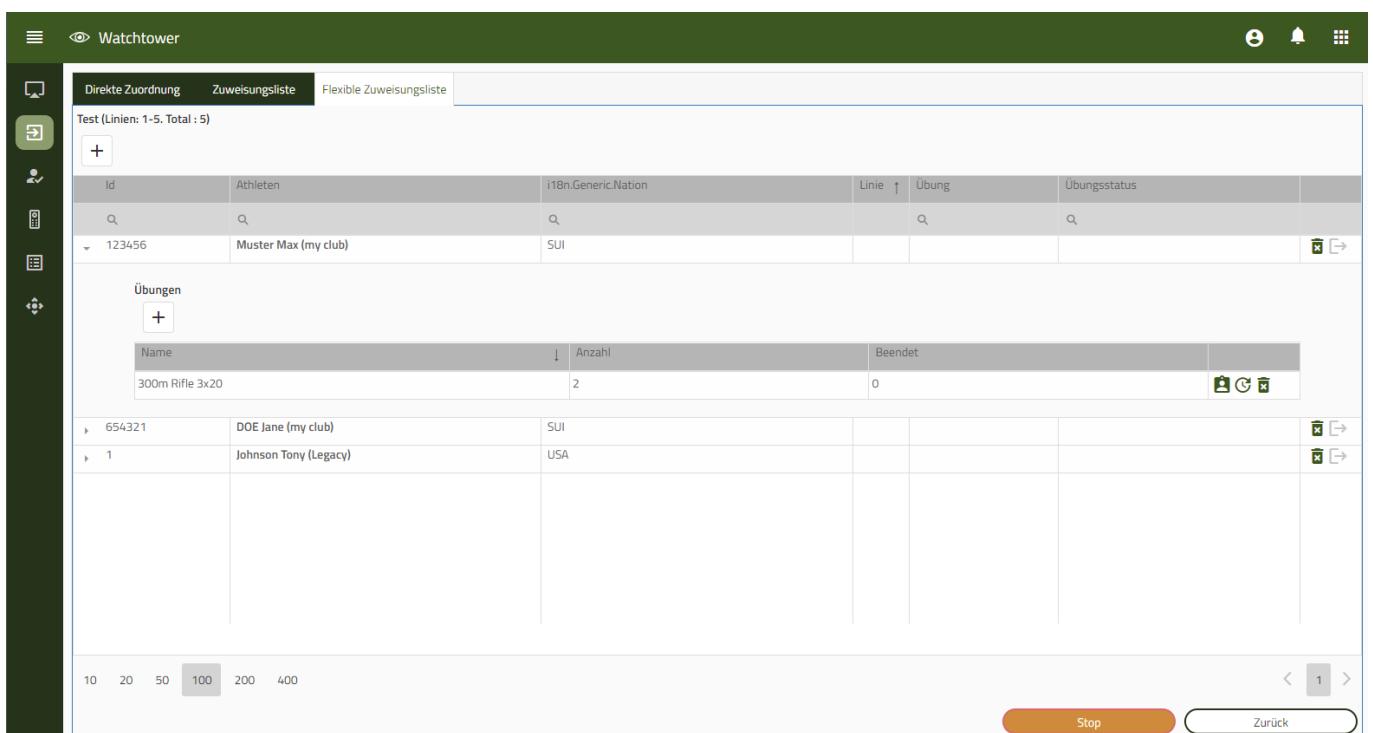 Watchtower
Direkte Zuordnung Zuweisungsliste Flexible Zuweisungsliste
Test (Linien: 1-5. Total : 5)
+
Id Athleten i18n.Generic.Nation Linie ↑ Übung Übungsstatus
123456 Muster Max (my club) SUI
Übungen
+
Name ↓ Anzahl Beendet
300m Rifle 3x20 2 0
654321 DOE Jane (my club) SUI
1 Johnson Tony (Legacy) USA
10 20 50 100 200 400 < 1 >
Stop Zurück